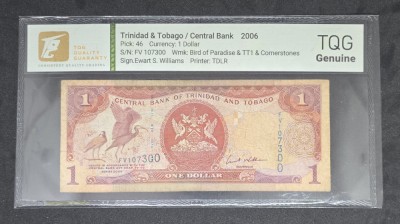 TQG
TOP
QUALITY
GUARANTY
Trinidad & Tobago / Central Bank   2006
Pick: 46   Currency: 1 Dollar
S/N: FV 107300   Wmk: Bird of Paradise & TT1 & Cornerstones
Sign.Ewart S. Williams   Printer: TDLR
TQG
Genuine
1
CENTRAL BANK OF TRINIDAD AND TOBAGO
1
FV107300
FV107300
1
ONE DOLLAR
1